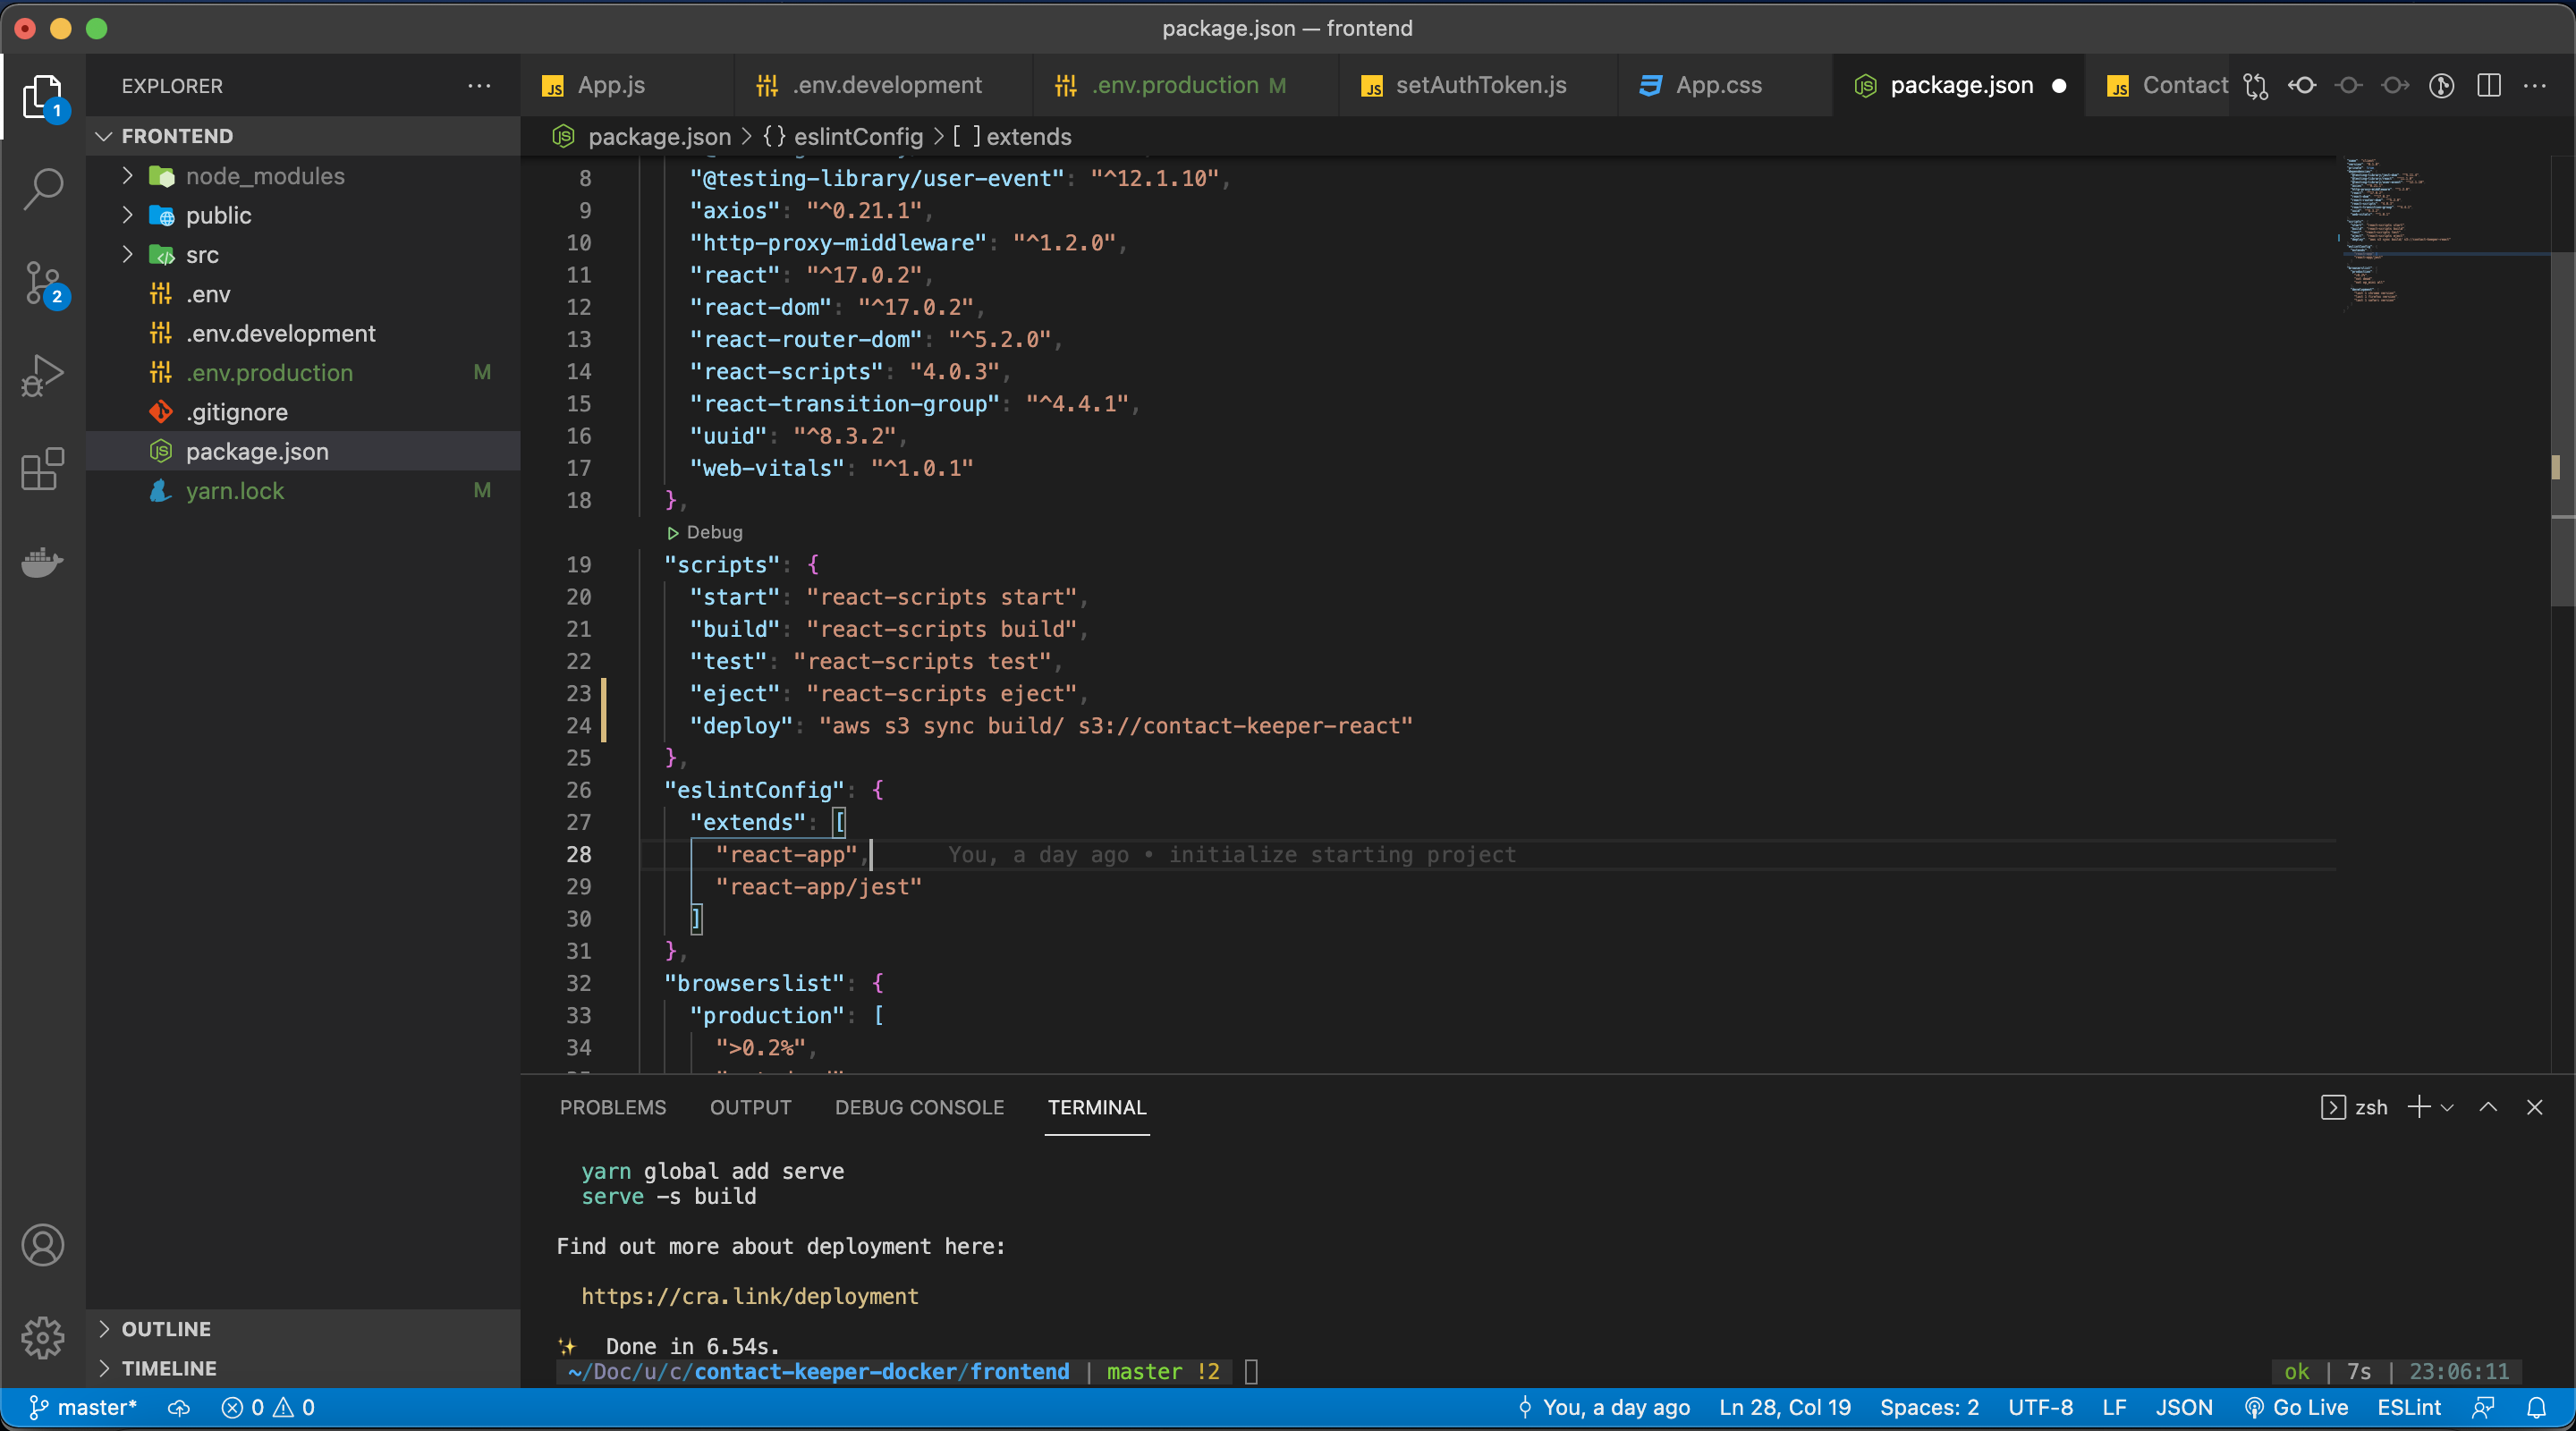 package.json — frontend
1
EXPLORER
App.js
.env.development
.env.production M
setAuthToken.js
App.css
package.json
Contact
FRONTEND
package.json > {} eslintConfig > [ ] extends
node_modules
public
src
2
.env
.env.development
.env.production M
.gitignore
package.json
yarn.lock M
8 "@testing-library/user-event": "^12.1.10",
9 "axios": "^0.21.1",
10 "http-proxy-middleware": "^1.2.0",
11 "react": "^17.0.2",
12 "react-dom": "^17.0.2",
13 "react-router-dom": "^5.2.0",
14 "react-scripts": "4.0.3",
15 "react-transition-group": "^4.4.1",
16 "uuid": "^8.3.2",
17 "web-vitals": "^1.0.1"
18 },
Debug
19 "scripts": {
20 "start": "react-scripts start",
21 "build": "react-scripts build",
22 "test": "react-scripts test",
23 "eject": "react-scripts eject",
24 "deploy": "aws s3 sync build/ s3://contact-keeper-react"
25 },
26 "eslintConfig": {
27 "extends": [
28 "react-app", You, a day ago • initialize starting project
29 "react-app/jest"
30 ]
31 },
32 "browserslist": {
33 "production": [
34 ">0.2%",
PROBLEMS OUTPUT DEBUG CONSOLE TERMINAL
zsh
yarn global add serve
serve -s build
Find out more about deployment here:
https://cra.link/deployment
✨ Done in 6.54s.
~/Doc/u/c/contact-keeper-docker/frontend | master !2
ok | 7s | 23:06:11
OUTLINE
TIMELINE
master* 0 0
You, a day ago Ln 28, Col 19 Spaces: 2 UTF-8 LF JSON Go Live ESLint